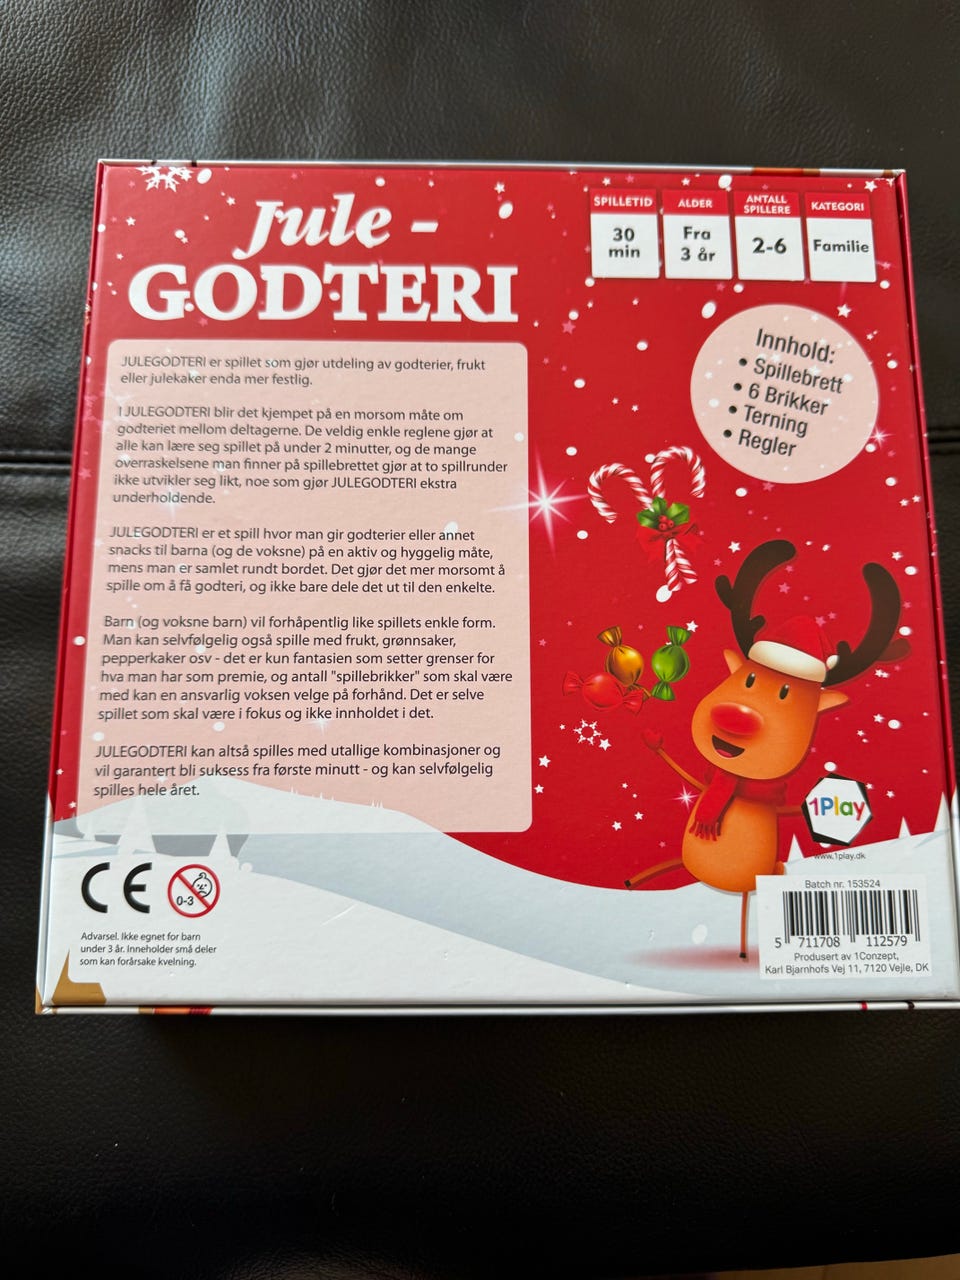 Jule -
GODTERI
SPILLETID
30
min
ALDER
Fra
3 år
ANTALL
SPILLERE
2-6
KATEGORI
Familie
Innhold:
• Spillebrett
• 6 Brikker
• Terning
• Regler
JULEGODTERI er spillet som gjør utdeling av godterier, frukt
eller julekaker enda mer festlig.
I JULEGODTERI blir det kjempet på en morsom måte om
godteriet mellom deltagerne. De veldig enkle reglene gjør at
alle kan lære seg spillet på under 2 minutter, og de mange
overraskelsene man finner på spillebrettet gjør at to spillrunder
ikke utvikler seg likt, noe som gjør JULEGODTERI ekstra
underholdende.
JULEGODTERI er et spill hvor man gir godterier eller annet
snacks til barna (og de voksne) på en aktiv og hyggelig måte,
mens man er samlet rundt bordet. Det gjør det mer morsomt å
spille om å få godteri, og ikke bare dele det ut til den enkelte.
Barn (og voksne barn) vil forhåpentlig like spillets enkle form.
Man kan selvfølgelig også spille med frukt, grønnsaker,
pepperkaker osv - det er kun fantasien som setter grenser for
hva man har som premie, og antall "spillebrikker" som skal være
med kan en ansvarlig voksen velge på forhånd. Det er selve
spillet som skal være i fokus og ikke innholdet i det.
JULEGODTERI kan altså spilles med utallige kombinasjoner og
vil garantert bli suksess fra første minutt - og kan selvfølgelig
spilles hele året.
1Play
www.1play.dk
CE
0-3
Advarsel. Ikke egnet for barn
under 3 år. Inneholder små deler
som kan forårsake kvelning.
Batch nr. 153524
5 711708 112579
Produsert av 1Conzept,
Karl Bjarnhofs Vej 11, 7120 Vejle, DK